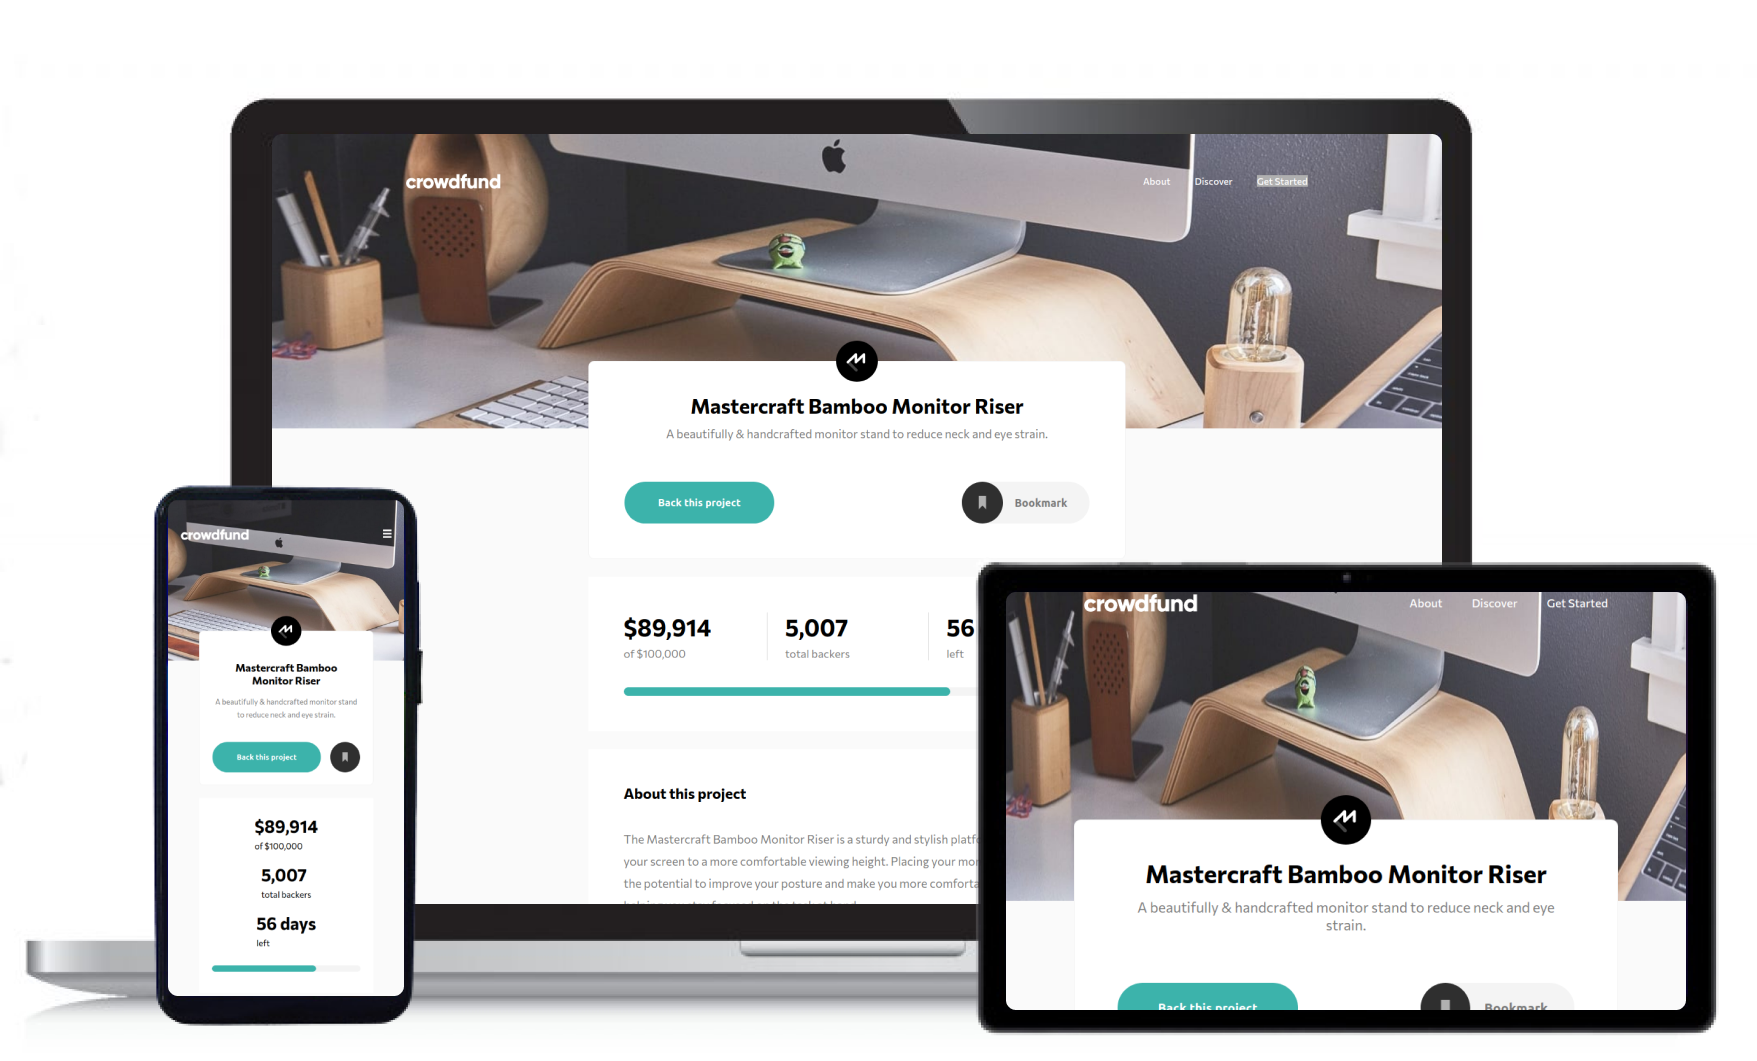 crowdfund
About Discover Get Started
Mastercraft Bamboo Monitor Riser
A beautifully & handcrafted monitor stand to reduce neck and eye strain.
Back this project
Bookmark
$89,914
of $100,000
5,007
total backers
56
left
About this project
The Mastercraft Bamboo Monitor Riser is a sturdy and stylish
your screen to a more comfortable viewing height. Placing your
the potential to improve your posture and make you more
crowdfund
Mastercraft Bamboo
Monitor Riser
A beautifully & handcrafted monitor stand
to reduce neck and eye strain.
Back this project
$89,914
of $100,000
5,007
total backers
56 days
left
crowdfund
About Discover Get Started
Mastercraft Bamboo Monitor Riser
A beautifully & handcrafted monitor stand to reduce neck and eye
strain.
Back this project
Bookmark